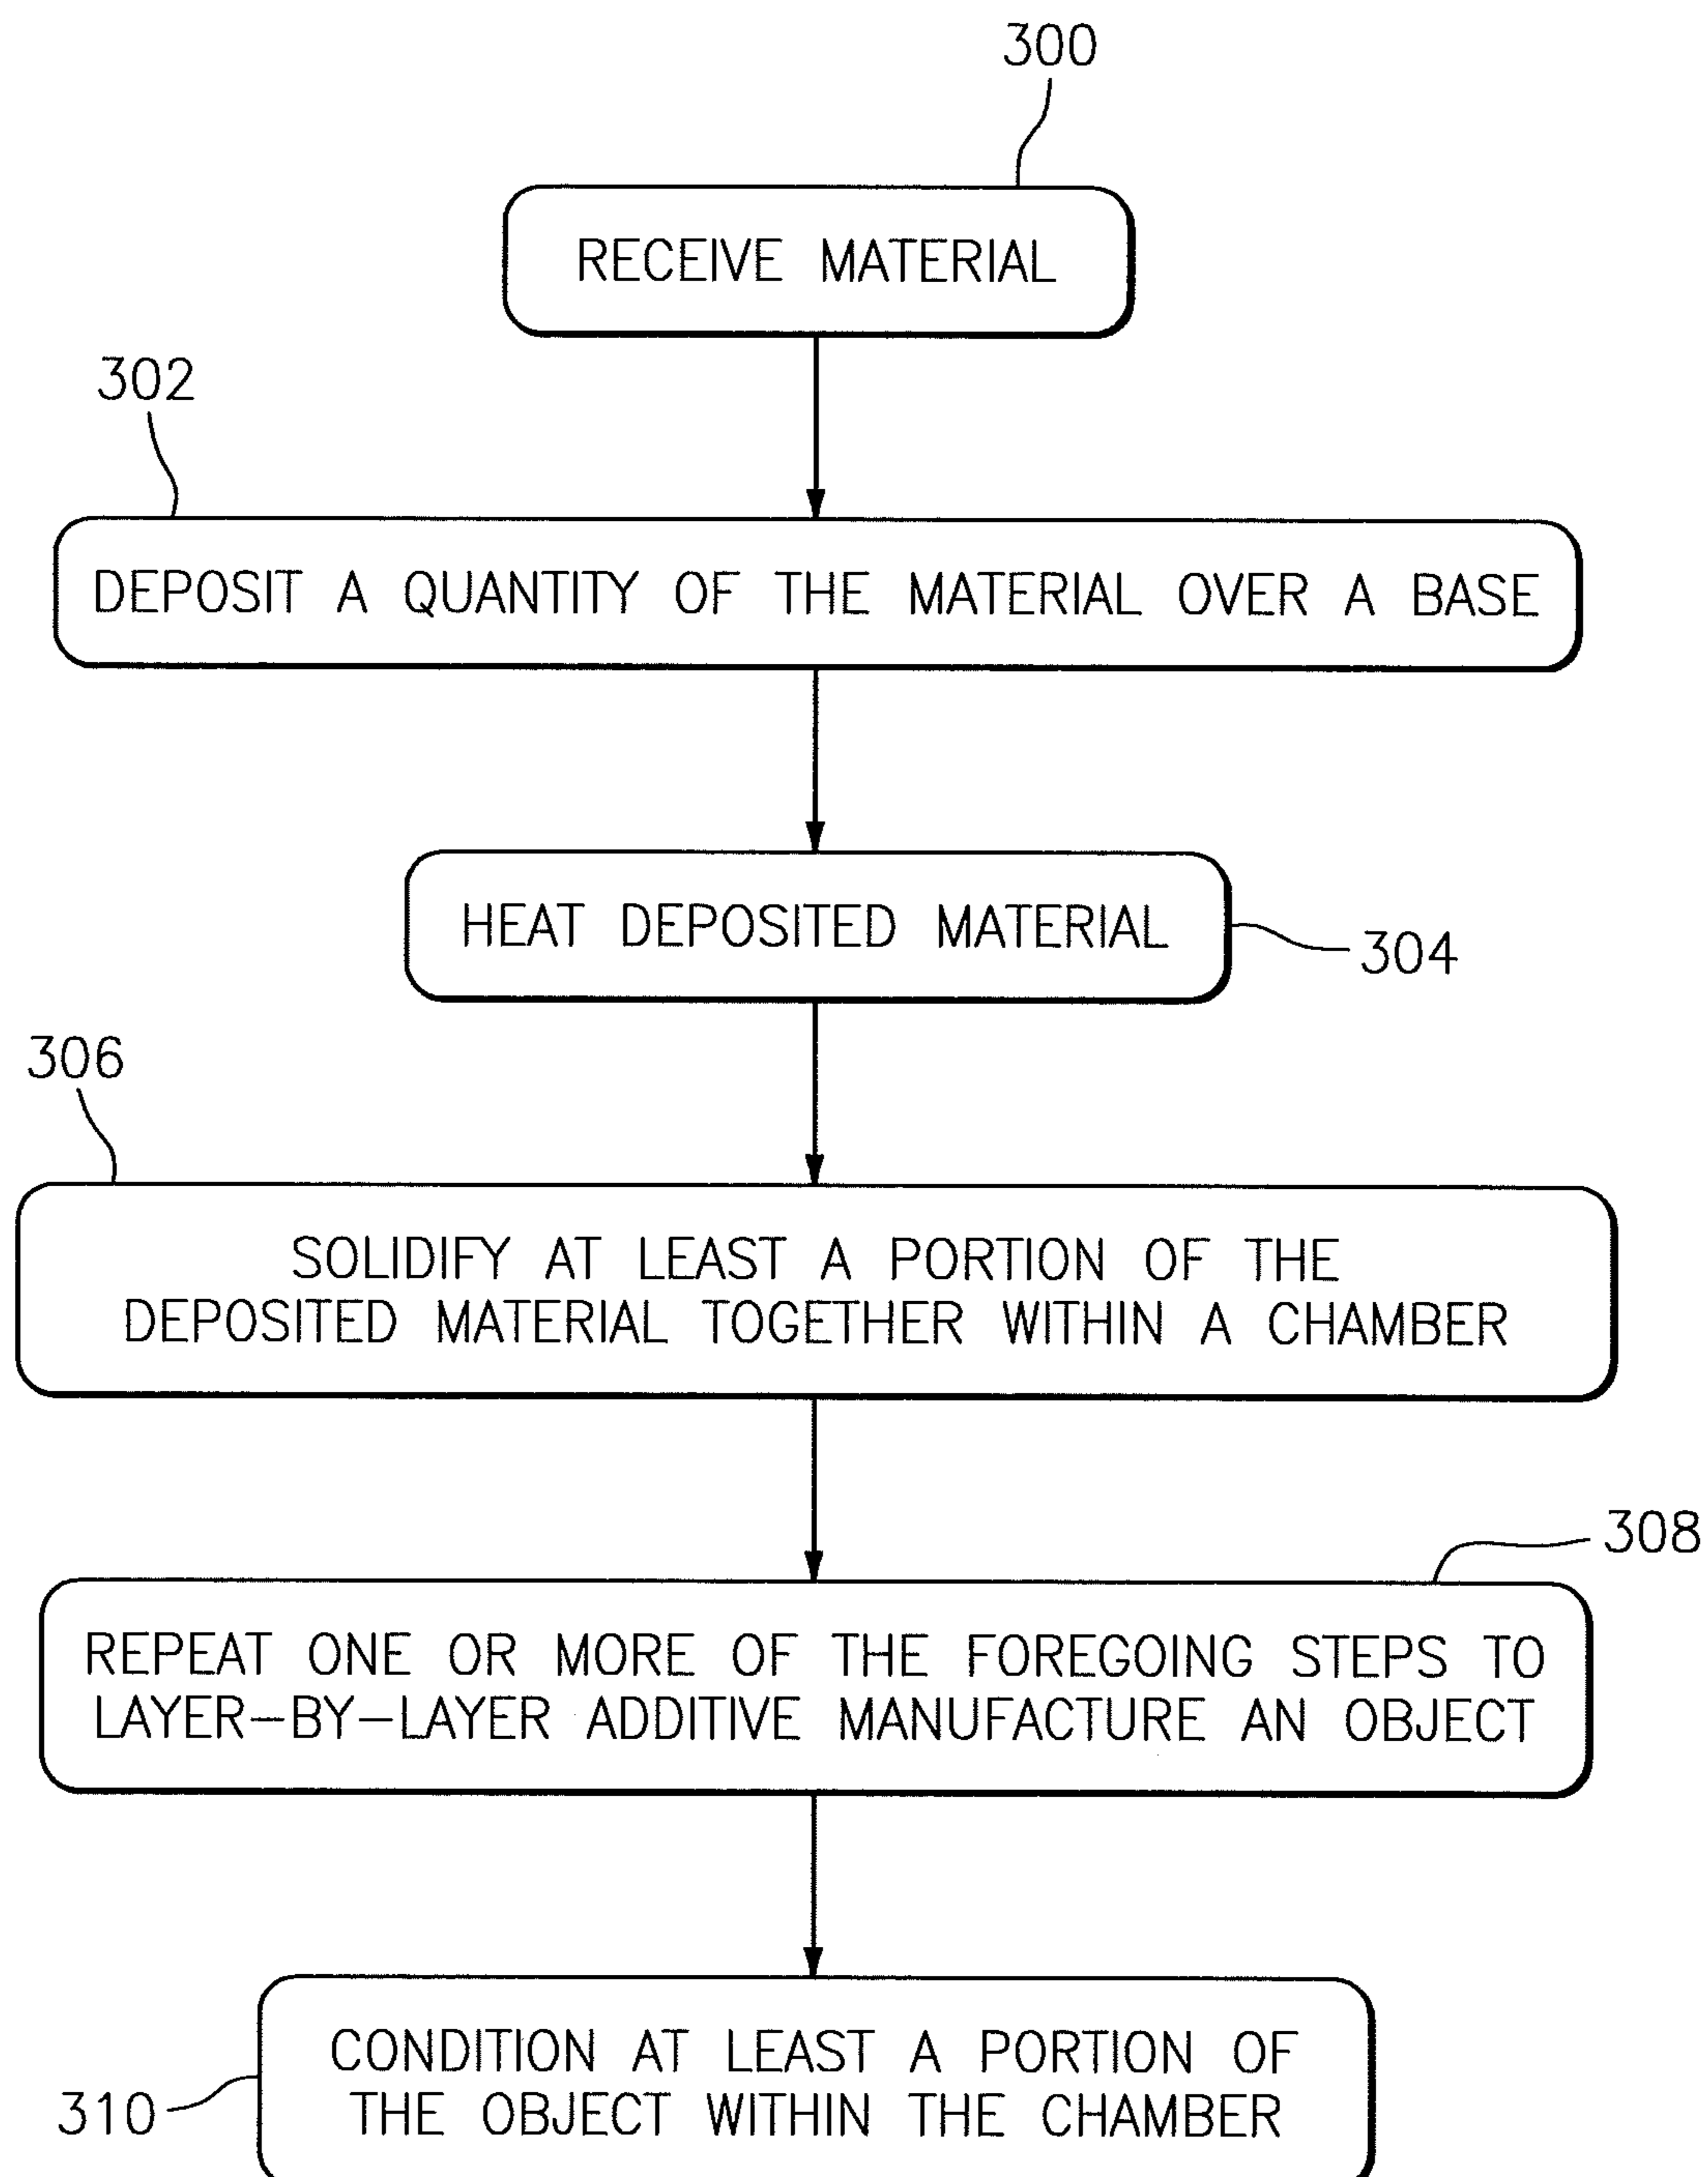 300
RECEIVE MATERIAL
302
DEPOSIT A QUANTITY OF THE MATERIAL OVER A BASE
HEAT DEPOSITED MATERIAL
304
306
SOLIDIFY AT LEAST A PORTION OF THE
DEPOSITED MATERIAL TOGETHER WITHIN A CHAMBER
308
REPEAT ONE OR MORE OF THE FOREGOING STEPS TO
LAYER-BY-LAYER ADDITIVE MANUFACTURE AN OBJECT
CONDITION AT LEAST A PORTION OF
THE OBJECT WITHIN THE CHAMBER
310